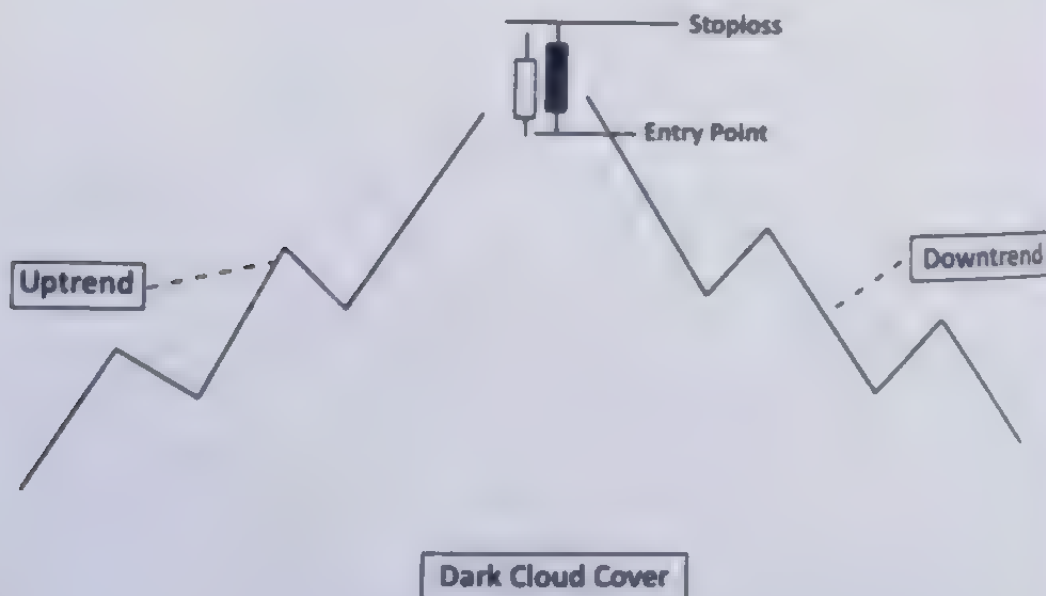 Stoploss
Entry Point
Uptrend
Downtrend
Dark Cloud Cover